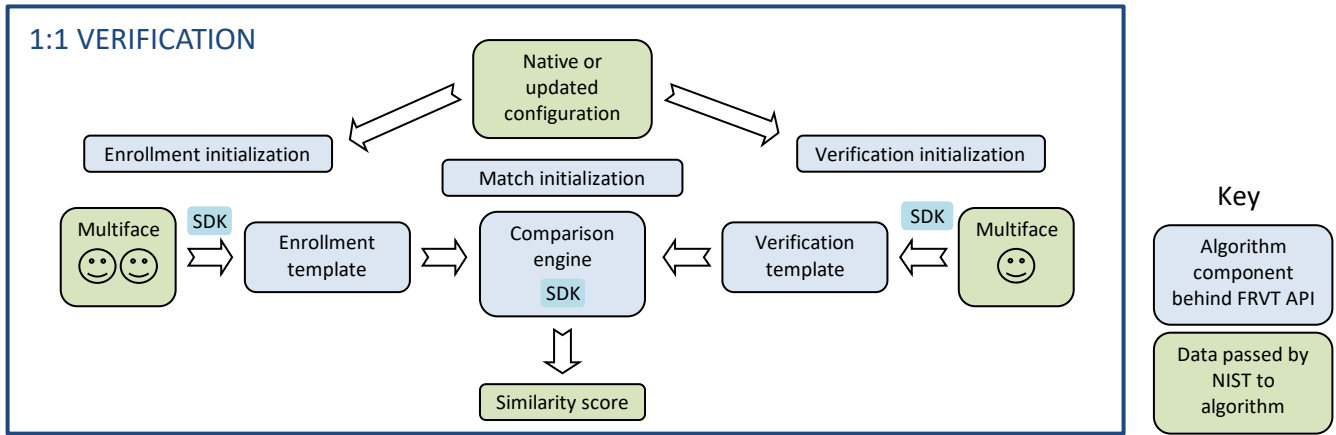 1:1 VERIFICATION
Native or
updated
configuration
Enrollment initialization
Verification initialization
Match initialization
Multiface
SDK
Enrollment
template
Comparison
engine
SDK
Verification
template
SDK
Multiface
Similarity score
Key
Algorithm
component
behind FRVT API
Data passed by
NIST to
algorithm